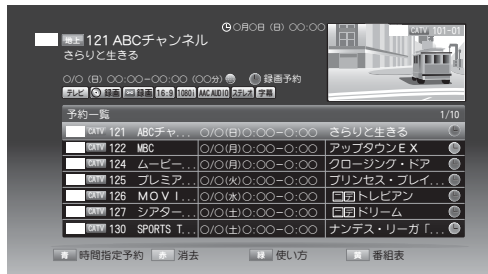 ○月○日 (日) ○○:○○
地上 121 ABCチャンネル
CATV 101-01
さらりと生きる
○/○ (日) ○○:○○−○○:○○ (○○分) 録画予約
テレビ 録画 録画 16:9 1080i AAC AUDIO ステレオ 字幕
予約一覧 1/10
CATV 121 ABCチャ... ○/○(日)○:○○−○:○○ さらりと生きる
CATV 122 MBC ○/○(月)○:○○−○:○○ アップタウンＥＸ
CATV 124 ムービー... ○/○(月)○:○○−○:○○ クロージング・ドア
CATV 125 プレミア... ○/○(火)○:○○−○:○○ プリンセス・ブレイ...
CATV 126 ＭＯＶＩ... ○/○(水)○:○○−○:○○ トレビアン
CATV 127 シアター... ○/○(土)○:○○−○:○○ ドリーム
CATV 130 SPORTS T... ○/○(土)○:○○−○:○○ ナンデス・リーガ「...
青 時間指定予約 赤 消去 緑 使い方 黄 番組表